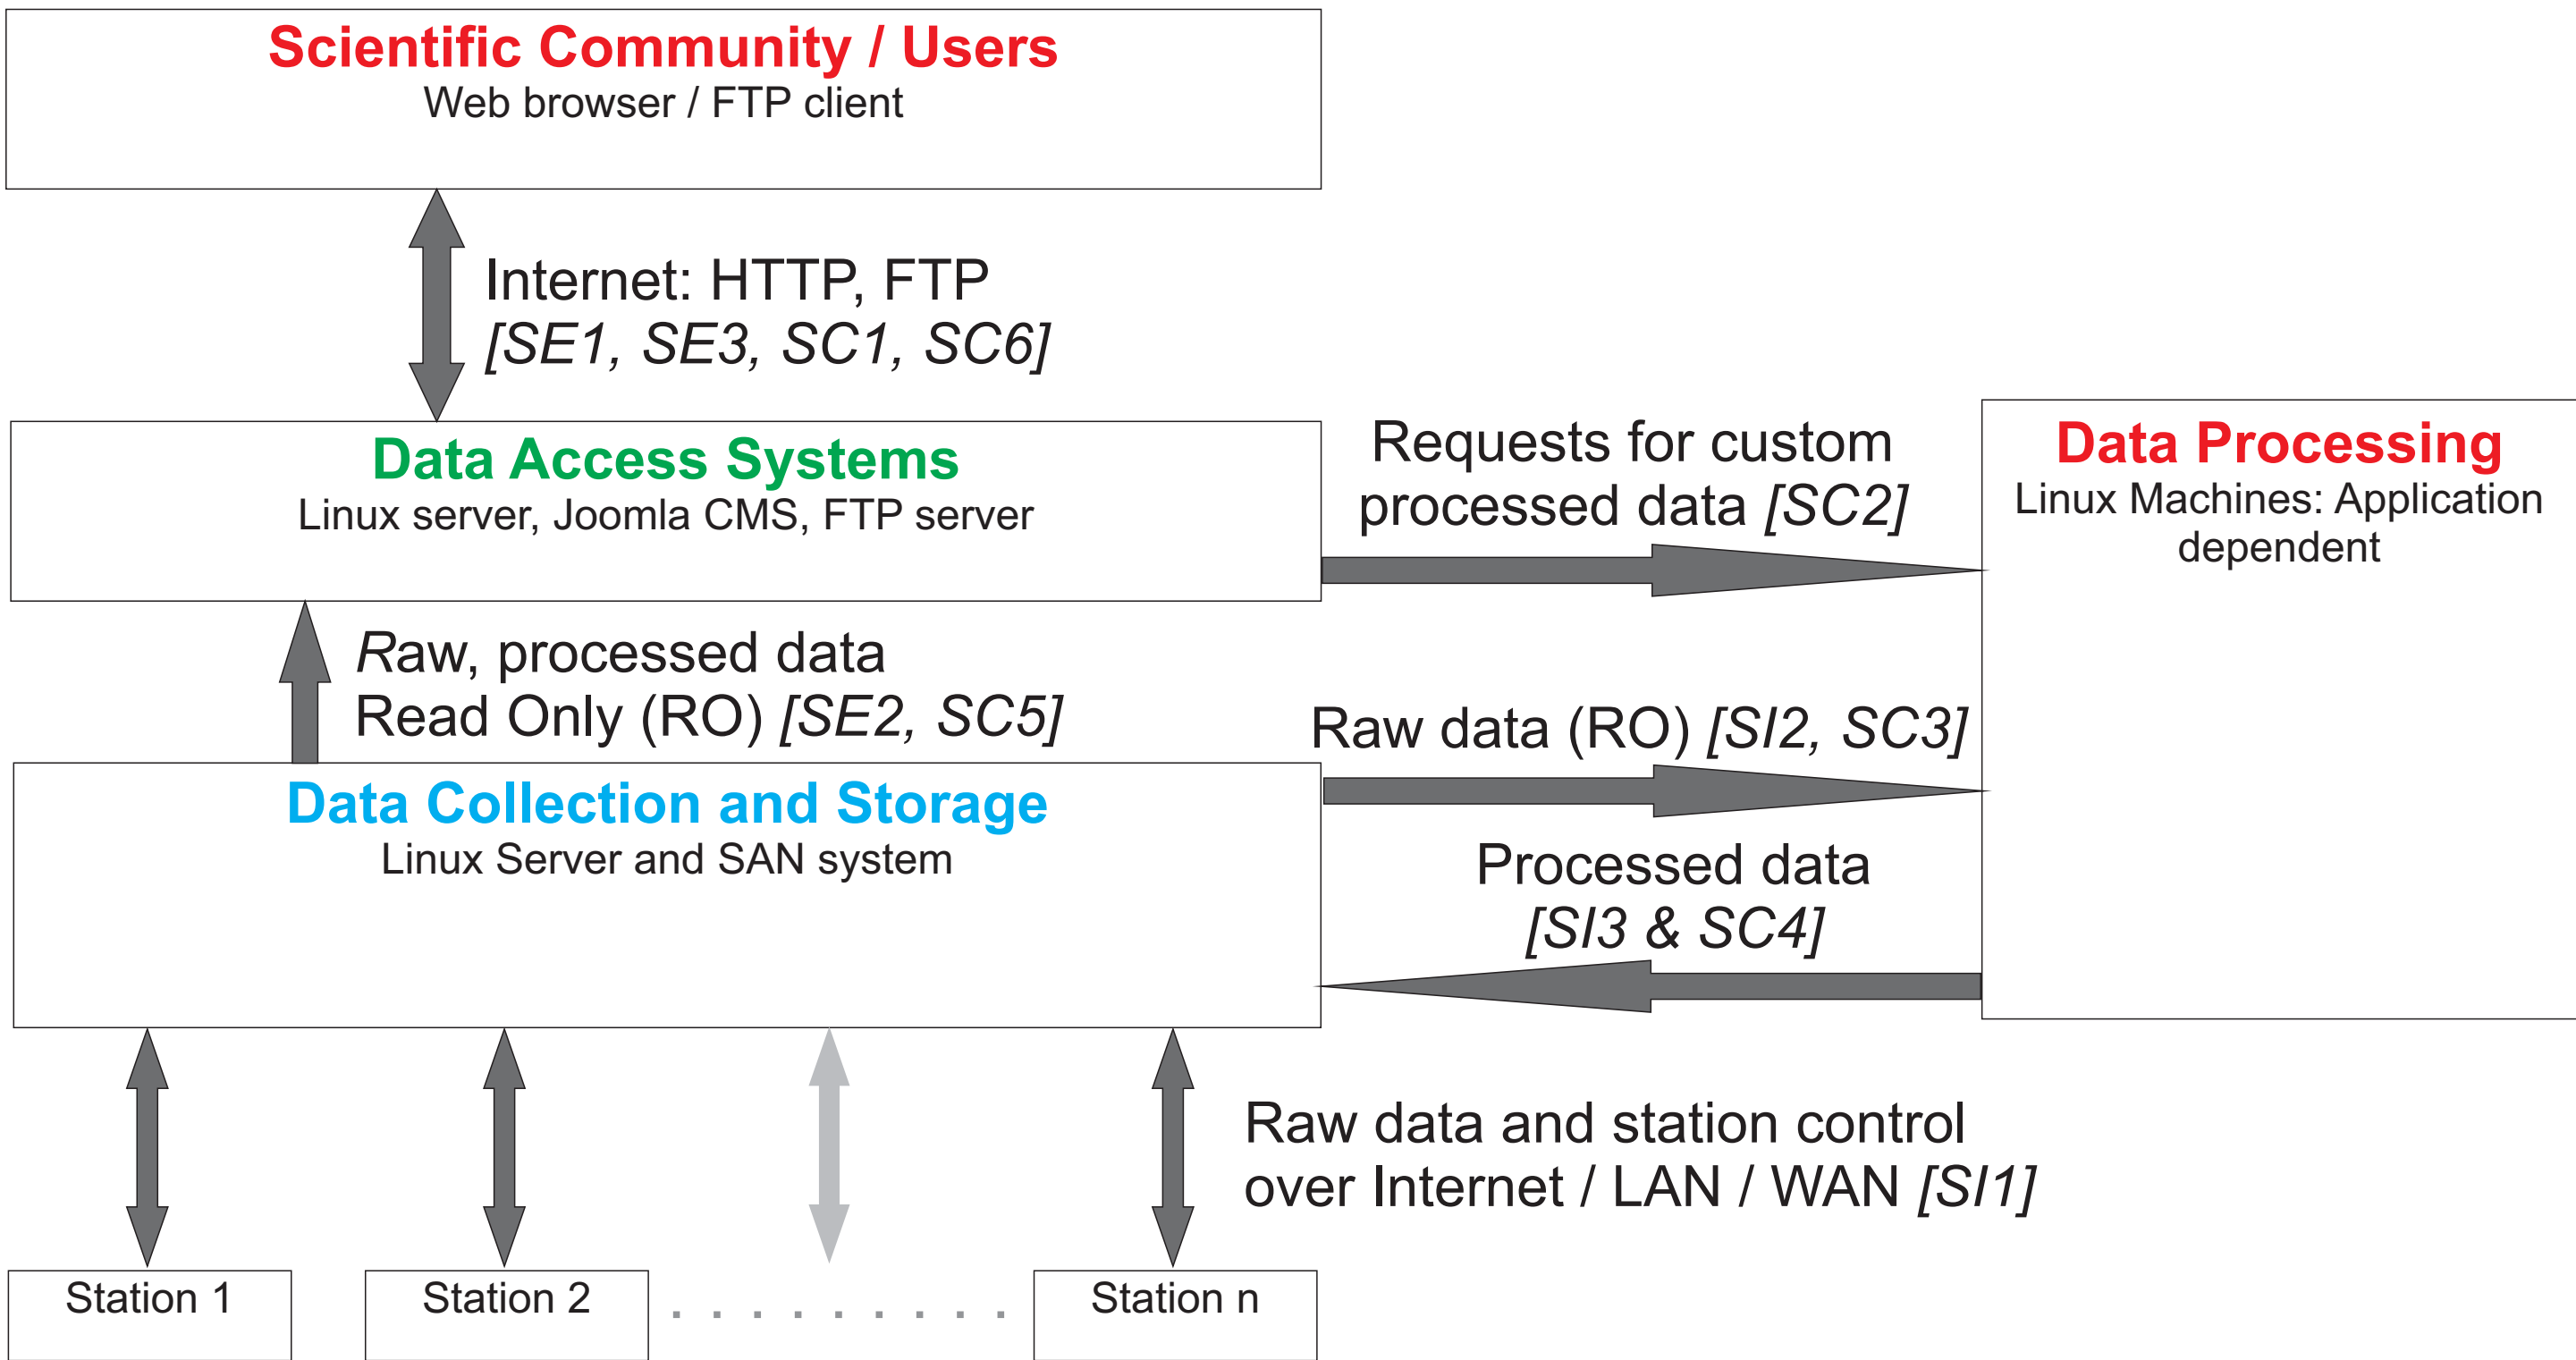 Scientific Community / Users
Web browser / FTP client
Internet: HTTP, FTP
[SE1, SE3, SC1, SC6]
Data Access Systems
Linux server, Joomla CMS, FTP server
Requests for custom
processed data [SC2]
Data Processing
Linux Machines: Application
dependent
Raw, processed data
Read Only (RO) [SE2, SC5]
Raw data (RO) [SI2, SC3]
Data Collection and Storage
Linux Server and SAN system
Processed data
[SI3 & SC4]
Raw data and station control
over Internet / LAN / WAN [SI1]
Station 1
Station 2
. . . . . . . . .
Station n